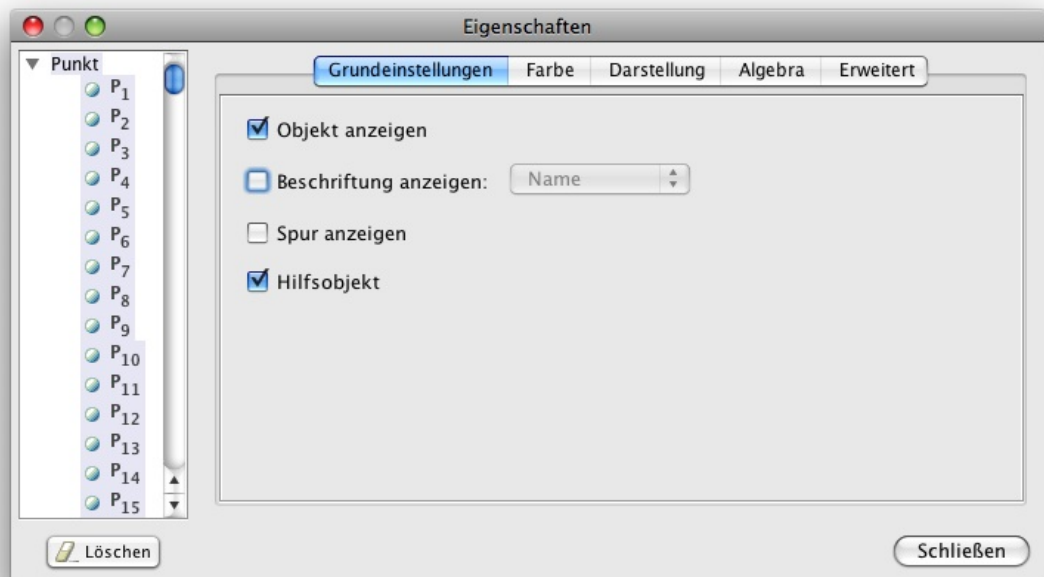 Eigenschaften
Punkt
P1
P2
P3
P4
P5
P6
P7
P8
P9
P10
P11
P12
P13
P14
P15
Löschen
Grundeinstellungen Farbe Darstellung Algebra Erweitert
Objekt anzeigen
Beschriftung anzeigen: Name
Spur anzeigen
Hilfsobjekt
Schließen